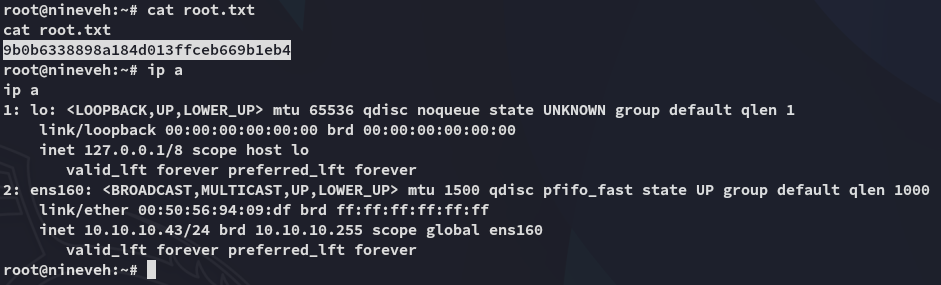 root@nineveh:~# cat root.txt
cat root.txt
9b0b6338898a184d013ffceb669b1eb4
root@nineveh:~# ip a
ip a
1: lo: <LOOPBACK,UP,LOWER_UP> mtu 65536 qdisc noqueue state UNKNOWN group default qlen 1
    link/loopback 00:00:00:00:00:00 brd 00:00:00:00:00:00
    inet 127.0.0.1/8 scope host lo
       valid_lft forever preferred_lft forever
2: ens160: <BROADCAST,MULTICAST,UP,LOWER_UP> mtu 1500 qdisc pfifo_fast state UP group default qlen 1000
    link/ether 00:50:56:94:09:df brd ff:ff:ff:ff:ff:ff
    inet 10.10.10.43/24 brd 10.10.10.255 scope global ens160
       valid_lft forever preferred_lft forever
root@nineveh:~#